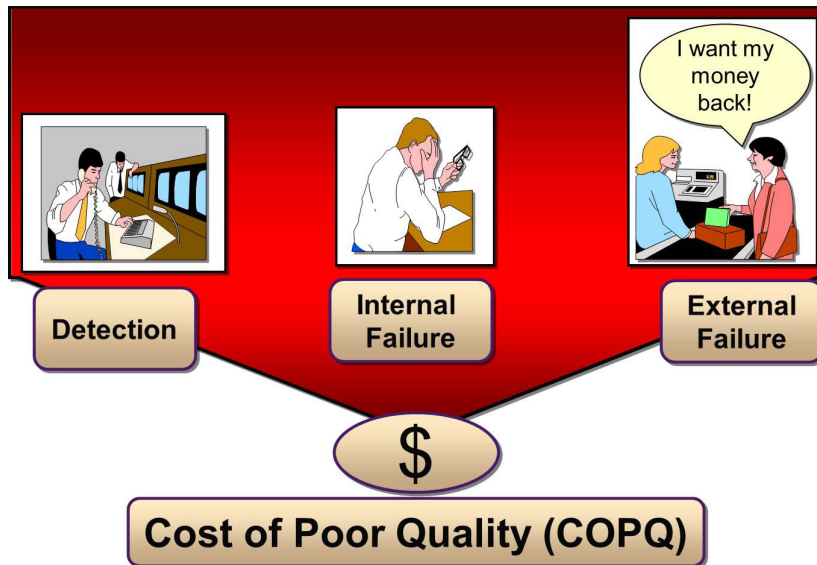 I want my
money
back!
Detection
Internal
Failure
External
Failure
$
Cost of Poor Quality (COPQ)